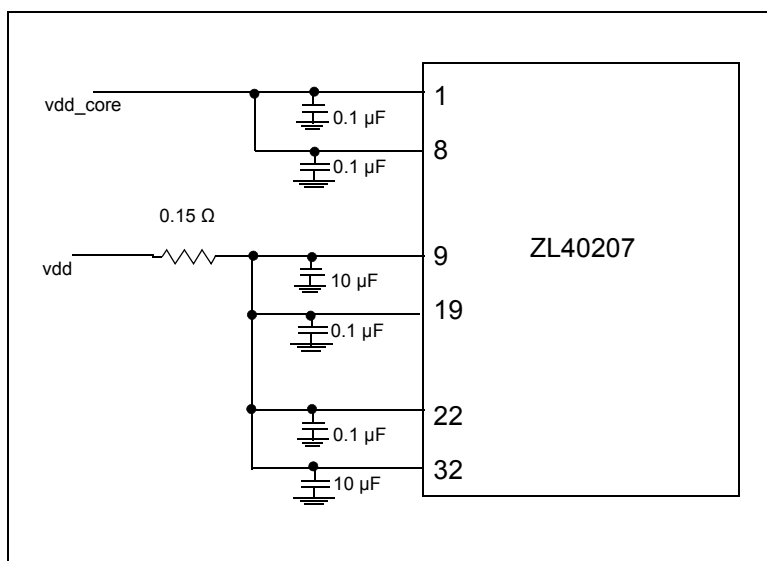 vdd_core
0.1 µF
1
0.1 µF
8
0.15 Ω
vdd
10 µF
9
ZL40207
0.1 µF
19
0.1 µF
22
10 µF
32